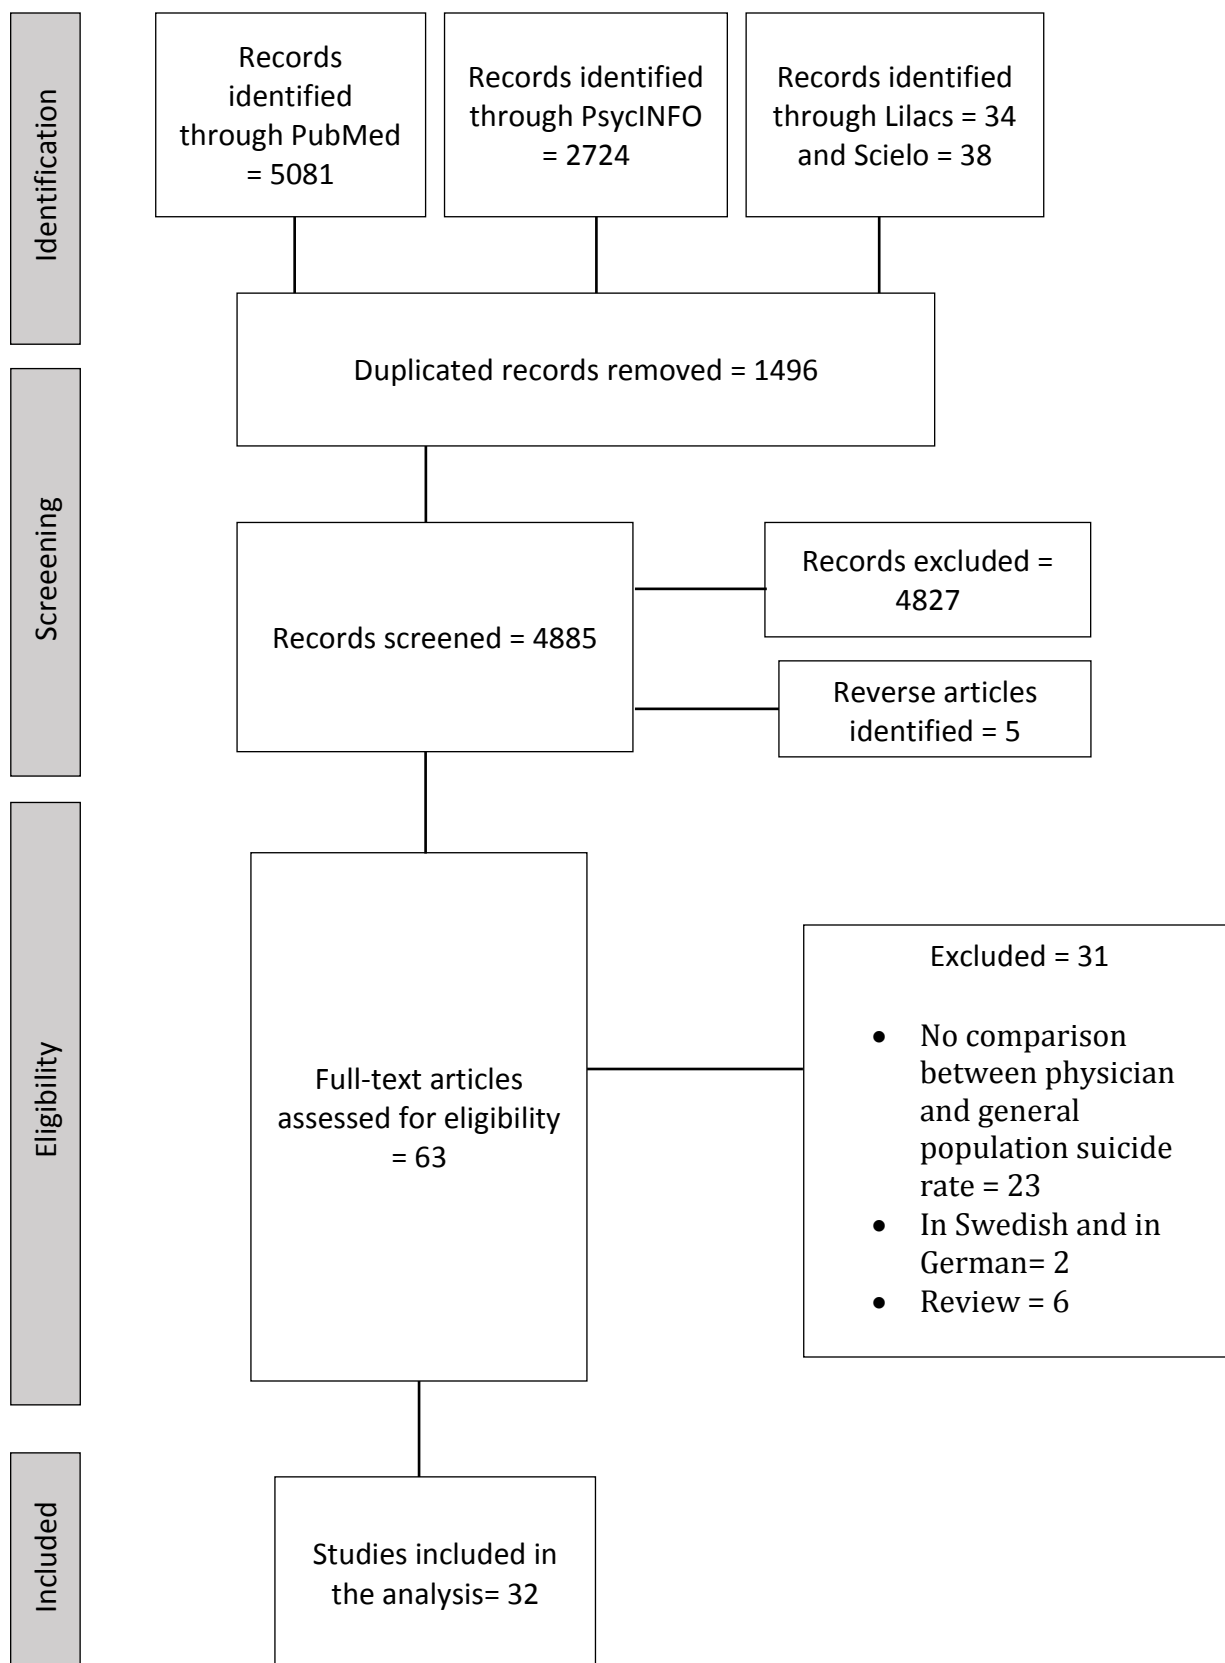 Identification
Records
identified
through PubMed
= 5081
Records identified
through PsycINFO
= 2724
Records identified
through Lilacs = 34
and Scielo = 38
Duplicated records removed = 1496
Screeening
Records screened = 4885
Records excluded =
4827
Reverse articles
identified = 5
Eligibility
Full-text articles
assessed for eligibility
= 63
Excluded = 31
• No comparison
between physician
and general
population suicide
rate = 23
• In Swedish and in
German= 2
• Review = 6
Included
Studies included in
the analysis= 32